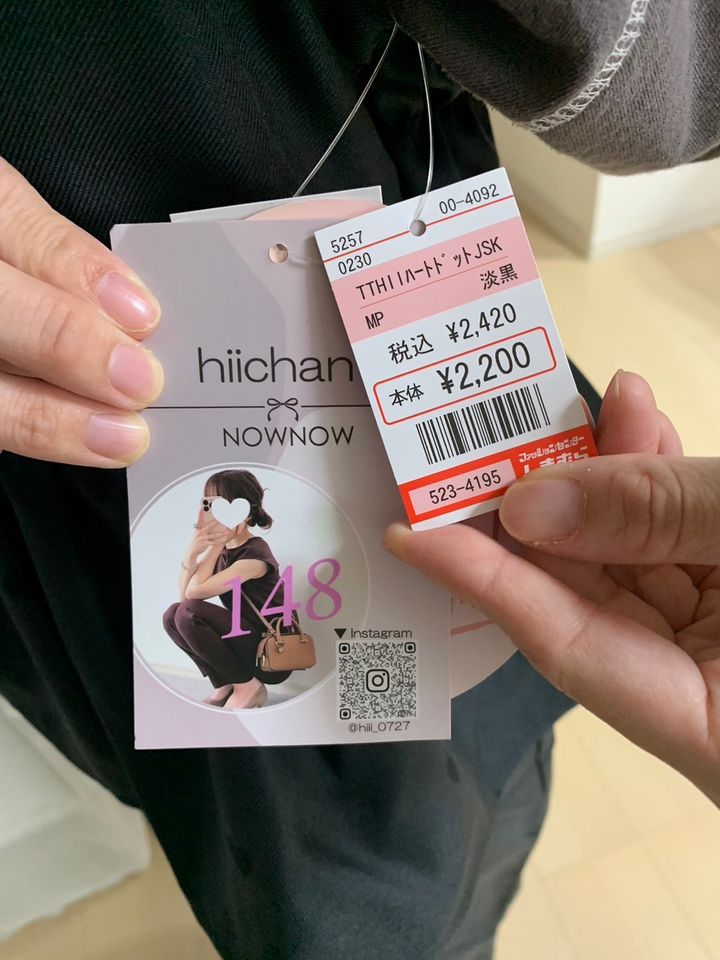 hiichan
NOWNOW
148
▼ Instagram
@hiii_0727
5257
00-4092
0230
TTHIIハートドットJSK
MP
淡黒
税込 ¥2,420
本体 ¥2,200
523-4195
ファッションセンター
しまむら